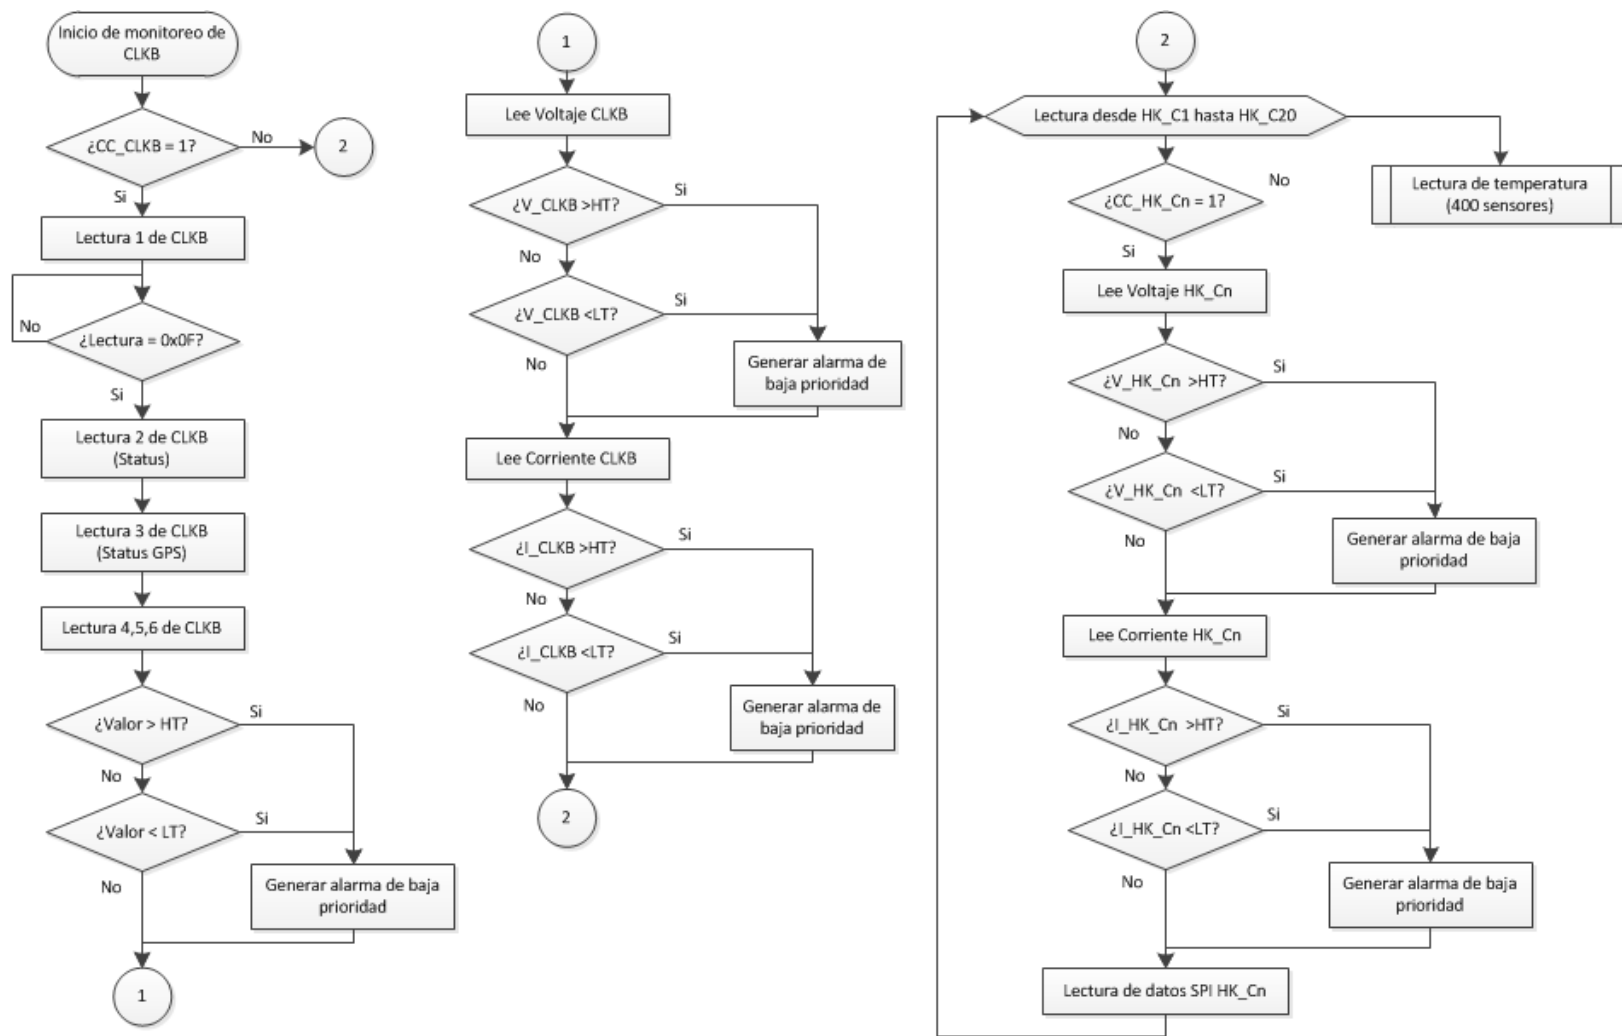 Inicio de monitoreo de
CLKB
¿CC_CLKB = 1?
No
2
Si
Lectura 1 de CLKB
No
¿Lectura = 0x0F?
Si
Lectura 2 de CLKB
(Status)
Lectura 3 de CLKB
(Status GPS)
Lectura 4,5,6 de CLKB
¿Valor > HT?
Si
No
¿Valor < LT?
Si
No
Generar alarma de baja
prioridad
1
1
Lee Voltaje CLKB
¿V_CLKB >HT?
Si
No
¿V_CLKB <LT?
Si
No
Generar alarma de
baja prioridad
Lee Corriente CLKB
¿I_CLKB >HT?
Si
No
¿I_CLKB <LT?
Si
No
Generar alarma de
baja prioridad
2
2
Lectura desde HK_C1 hasta HK_C20
Lectura de temperatura
(400 sensores)
¿CC_HK_Cn = 1?
No
Si
Lee Voltaje HK_Cn
¿V_HK_Cn >HT?
Si
No
¿V_HK_Cn <LT?
Si
No
Generar alarma de baja
prioridad
Lee Corriente HK_Cn
¿I_HK_Cn >HT?
Si
No
¿I_HK_Cn <LT?
Si
No
Generar alarma de baja
prioridad
Lectura de datos SPI HK_Cn